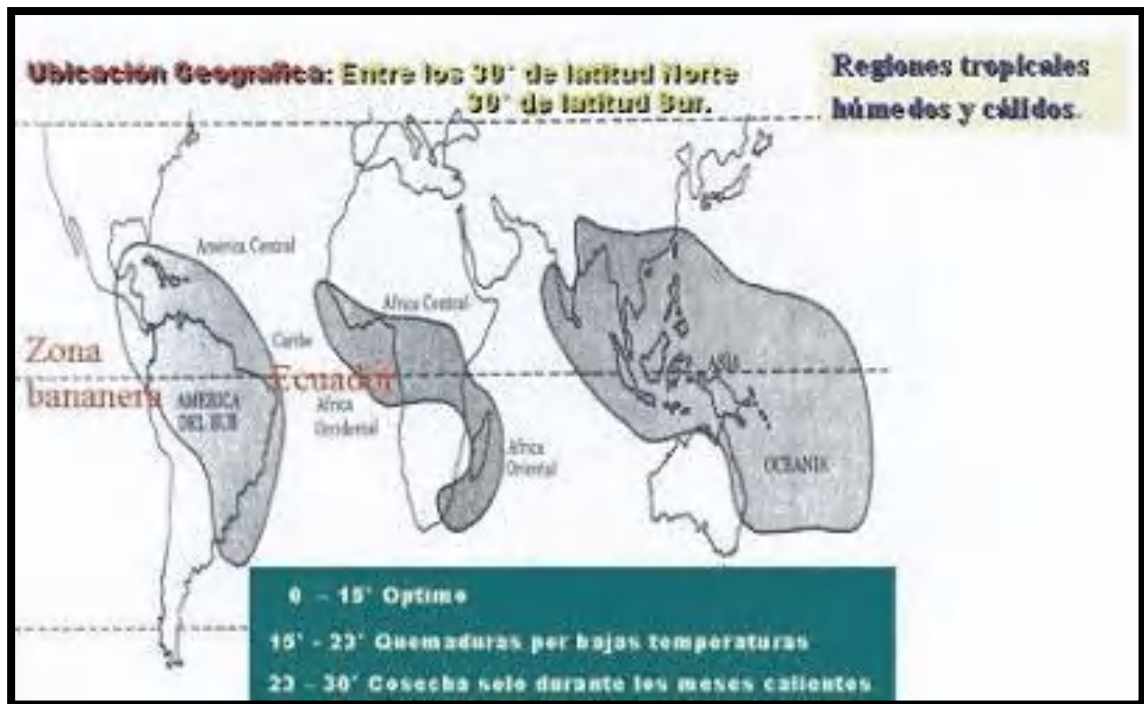 Ubicación Geografica: Entre los 30° de latitud Norte
30° de latitud Sur.
Regiones tropicales
húmedos y cálidos.
América Central
Africa Central
Caribe
Zona
bananera
Ecuador
AMERICA
DEL SUR
Africa
Occidental
Africa
Oriental
ASIA
OCEANIA
0 – 15° Optimo
15° - 23° Quemaduras por bajas temperaturas
23 – 30° Cosecha solo durante los meses calientes